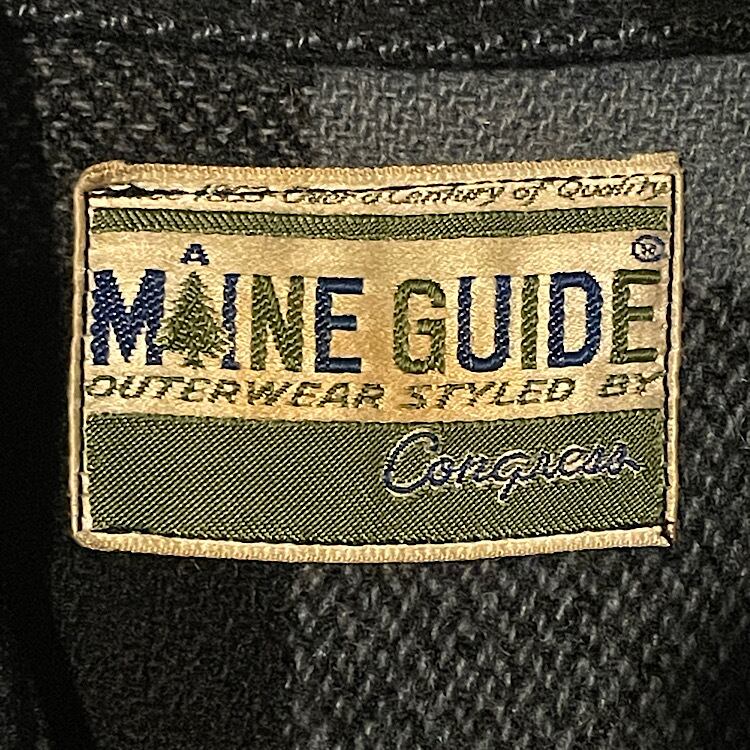 Over a Century of Quality
A
MAINE GUIDE®
OUTERWEAR STYLED BY
Congress